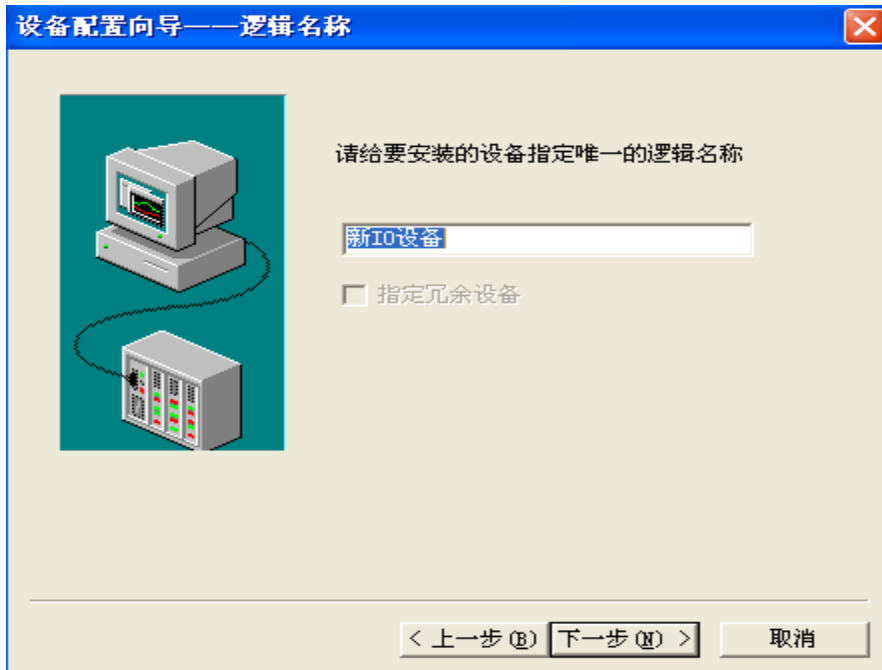 设备配置向导——逻辑名称
请给要安装的设备指定唯一的逻辑名称
新IO设备
指定冗余设备
< 上一步(B) 下一步(N) > 取消